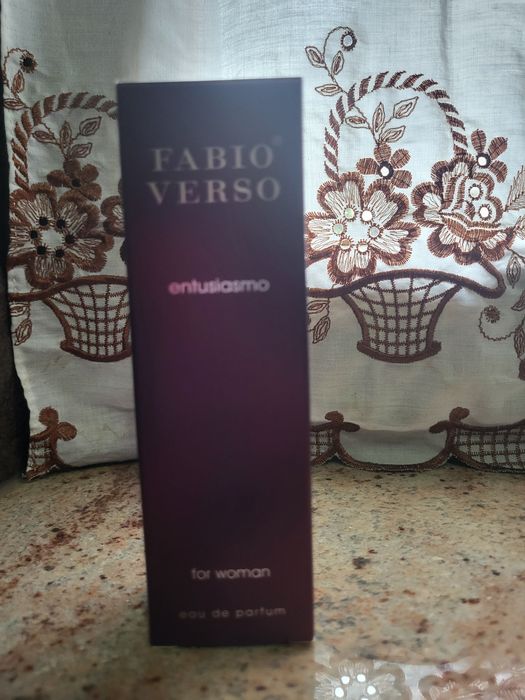 FABIO®
VERSO
entusiasmo
for woman
eau de parfum